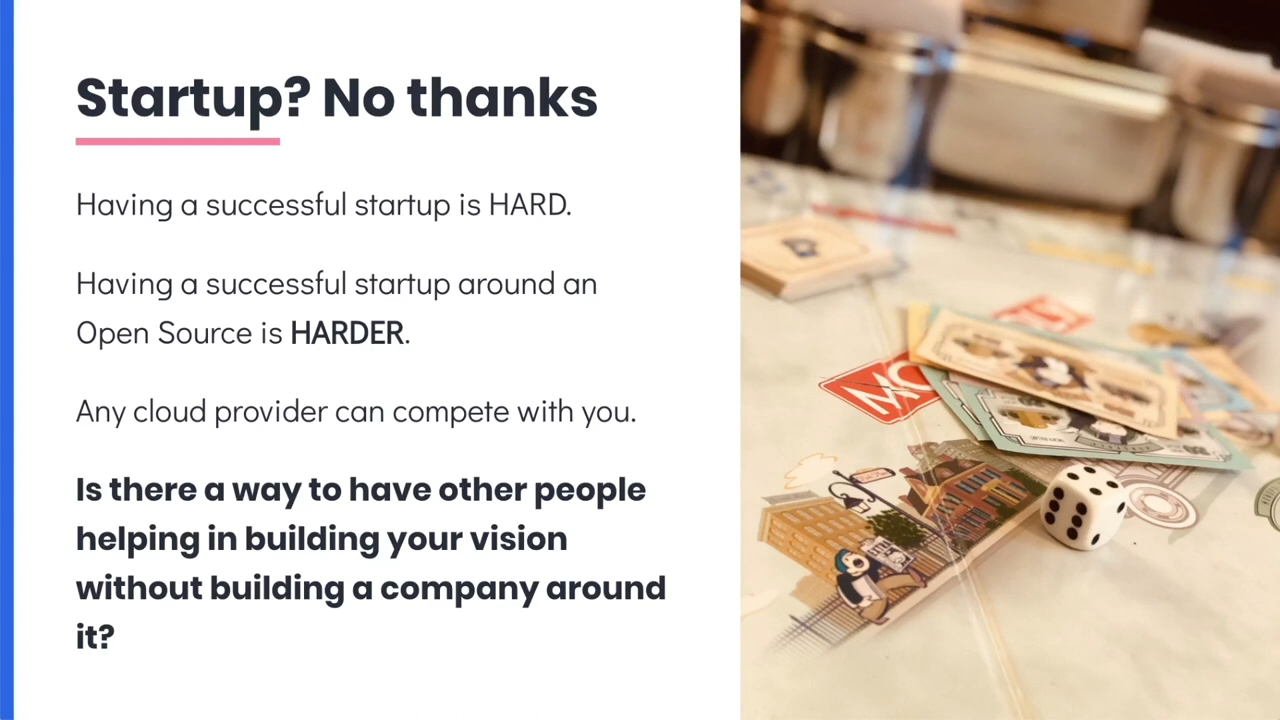 Startup? No thanks
Having a successful startup is HARD.
Having a successful startup around an
Open Source is HARDER.
Any cloud provider can compete with you.
Is there a way to have other people
helping in building your vision
without building a company around
it?
MO